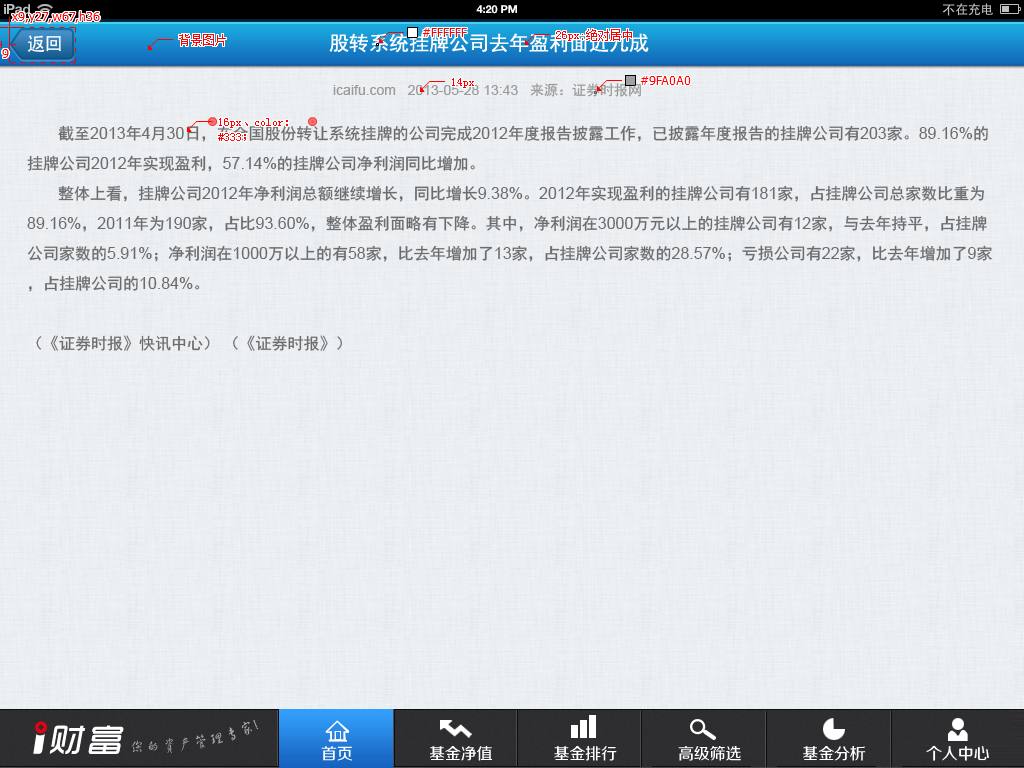 iPad 4:20 PM 不在充电
x9,y27,w67,h36
返回 背景图片 股转系统挂牌公司去年盈利面近九成 #FFFFFF 26px,绝对居中
9
icaifu.com 2013-05-28 13:43 来源：证券时报网 14px #9FA0A0
16px、color:
#333;
截至2013年4月30日，在全国股份转让系统挂牌的公司完成2012年度报告披露工作，已披露年度报告的挂牌公司有203家。89.16%的
挂牌公司2012年实现盈利，57.14%的挂牌公司净利润同比增加。
整体上看，挂牌公司2012年净利润总额继续增长，同比增长9.38%。2012年实现盈利的挂牌公司有181家，占挂牌公司总家数比重为
89.16%，2011年为190家，占比93.60%，整体盈利面略有下降。其中，净利润在3000万元以上的挂牌公司有12家，与去年持平，占挂牌
公司家数的5.91%；净利润在1000万以上的有58家，比去年增加了13家，占挂牌公司家数的28.57%；亏损公司有22家，比去年增加了9家
，占挂牌公司的10.84%。
（《证券时报》快讯中心） （《证券时报》）
i财富 你的资产管理专家!
首页 基金净值 基金排行 高级筛选 基金分析 个人中心